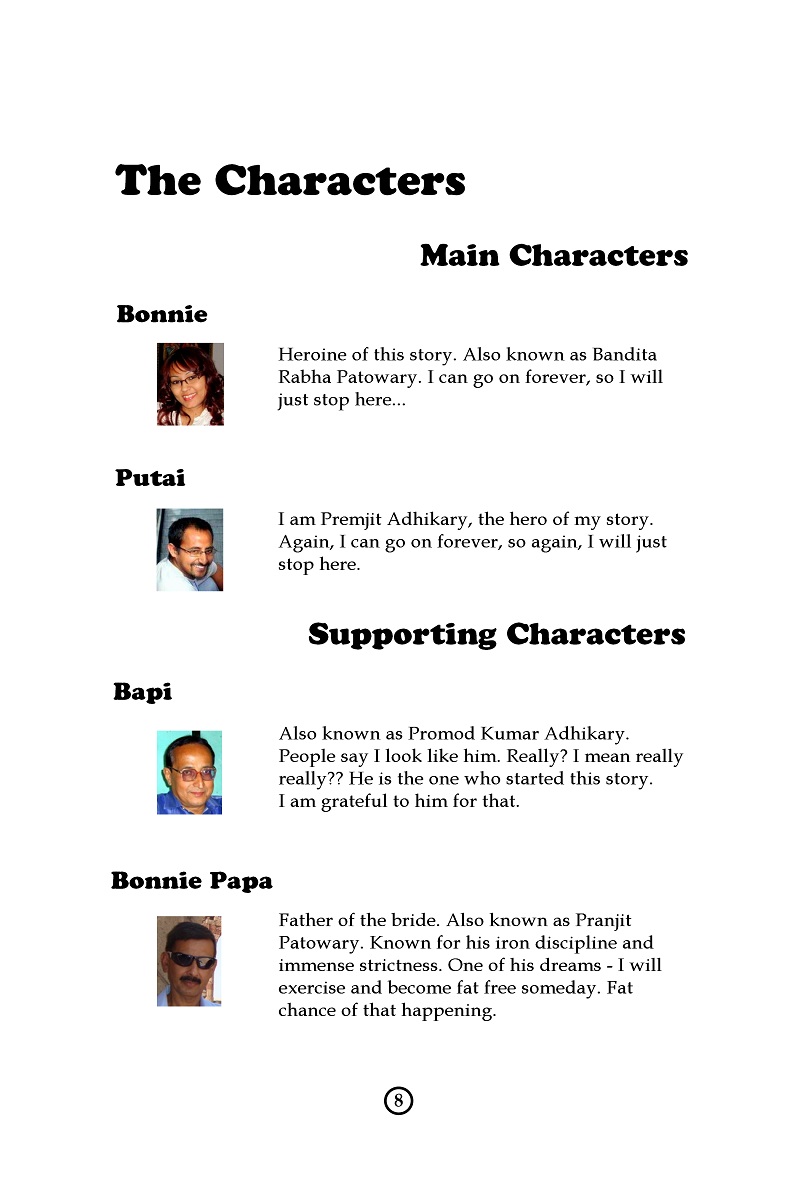 The Characters
Main Characters
Bonnie
Heroine of this story. Also known as Bandita
Rabha Patowary. I can go on forever, so I will
just stop here...
Putai
I am Premjit Adhikary, the hero of my story.
Again, I can go on forever, so again, I will just
stop here.
Supporting Characters
Bapi
Also known as Promod Kumar Adhikary.
People say I look like him. Really? I mean really
really?? He is the one who started this story.
I am grateful to him for that.
Bonnie Papa
Father of the bride. Also known as Pranjit
Patowary. Known for his iron discipline and
immense strictness. One of his dreams - I will
exercise and become fat free someday. Fat
chance of that happening.
8